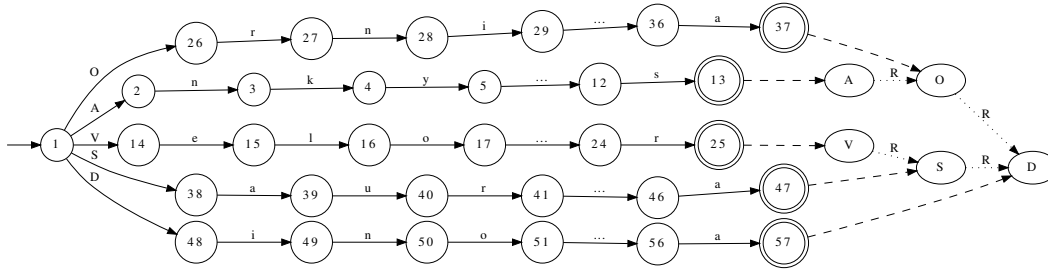 O 26 r 27 n 28 i 29 ... 36 a 37
A 2 n 3 k 4 y 5 ... 12 s 13 A R O
1 V 14 e 15 l 16 o 17 ... 24 r 25 V R
S R S R D
38 a 39 u 40 r 41 ... 46 a 47
D 48 i 49 n 50 o 51 ... 56 a 57